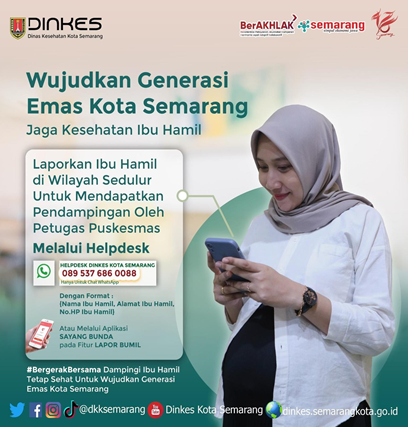 DINKES
Dinas Kesehatan Kota Semarang
BerAKHLAK
semarang
Wujudkan Generasi
Emas Kota Semarang
Jaga Kesehatan Ibu Hamil
Laporkan Ibu Hamil
di Wilayah Sedulur
Untuk Mendapatkan
Pendampingan Oleh
Petugas Puskesmas
Melalui Helpdesk
HELPDESK DINKES KOTA SEMARANG
089 537 686 0088
Hanya Untuk Chat WhatsApp
Dengan Format :
(Nama Ibu Hamil, Alamat Ibu Hamil,
No.HP Ibu Hamil)
Atau Melalui Aplikasi
SAYANG BUNDA
pada Fitur LAPOR BUMIL
#BergerakBersama Dampingi Ibu Hamil
Tetap Sehat Untuk Wujudkan Generasi
Emas Kota Semarang
@dkksemarang Dinkes Kota Semarang dinkes.semarangkota.go.id